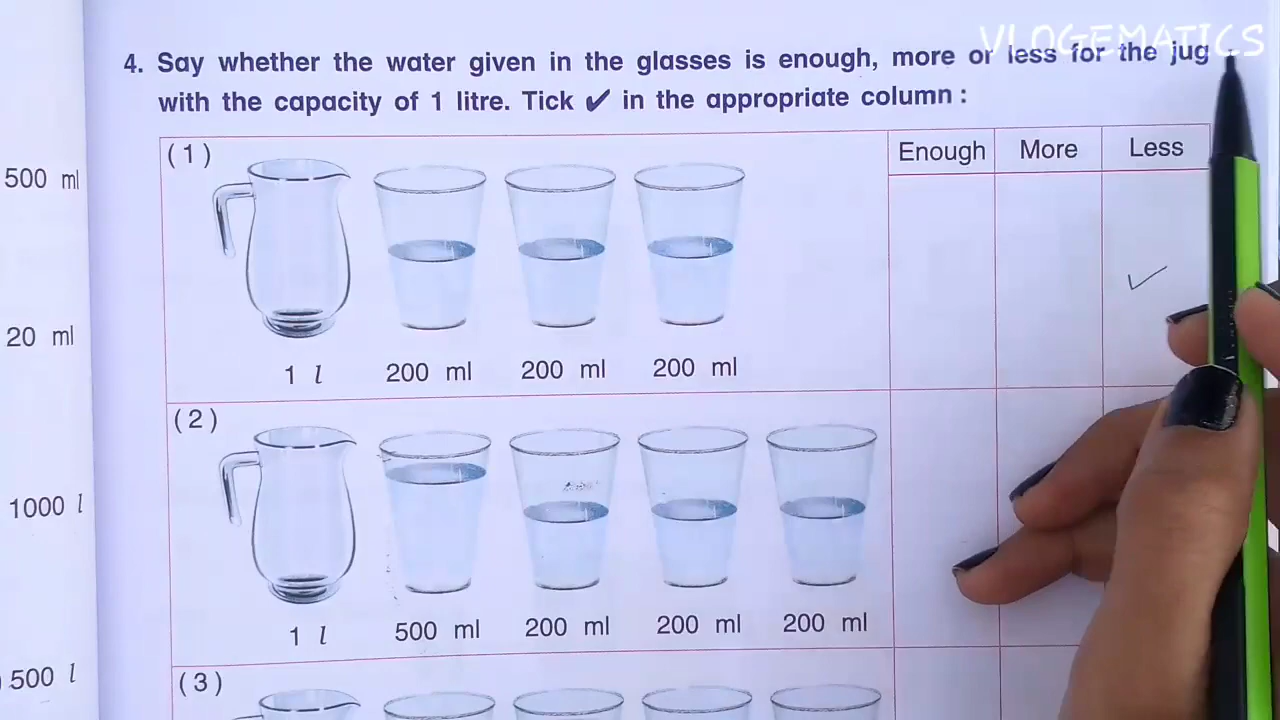 VLOGEMATICS
4. Say whether the water given in the glasses is enough, more or less for the jug
with the capacity of 1 litre. Tick ✔ in the appropriate column :
(1)
Enough More Less
✓
500 ml
20 ml
1 l 200 ml 200 ml 200 ml
(2)
1000 l
1 l 500 ml 200 ml 200 ml 200 ml
500 l
(3)